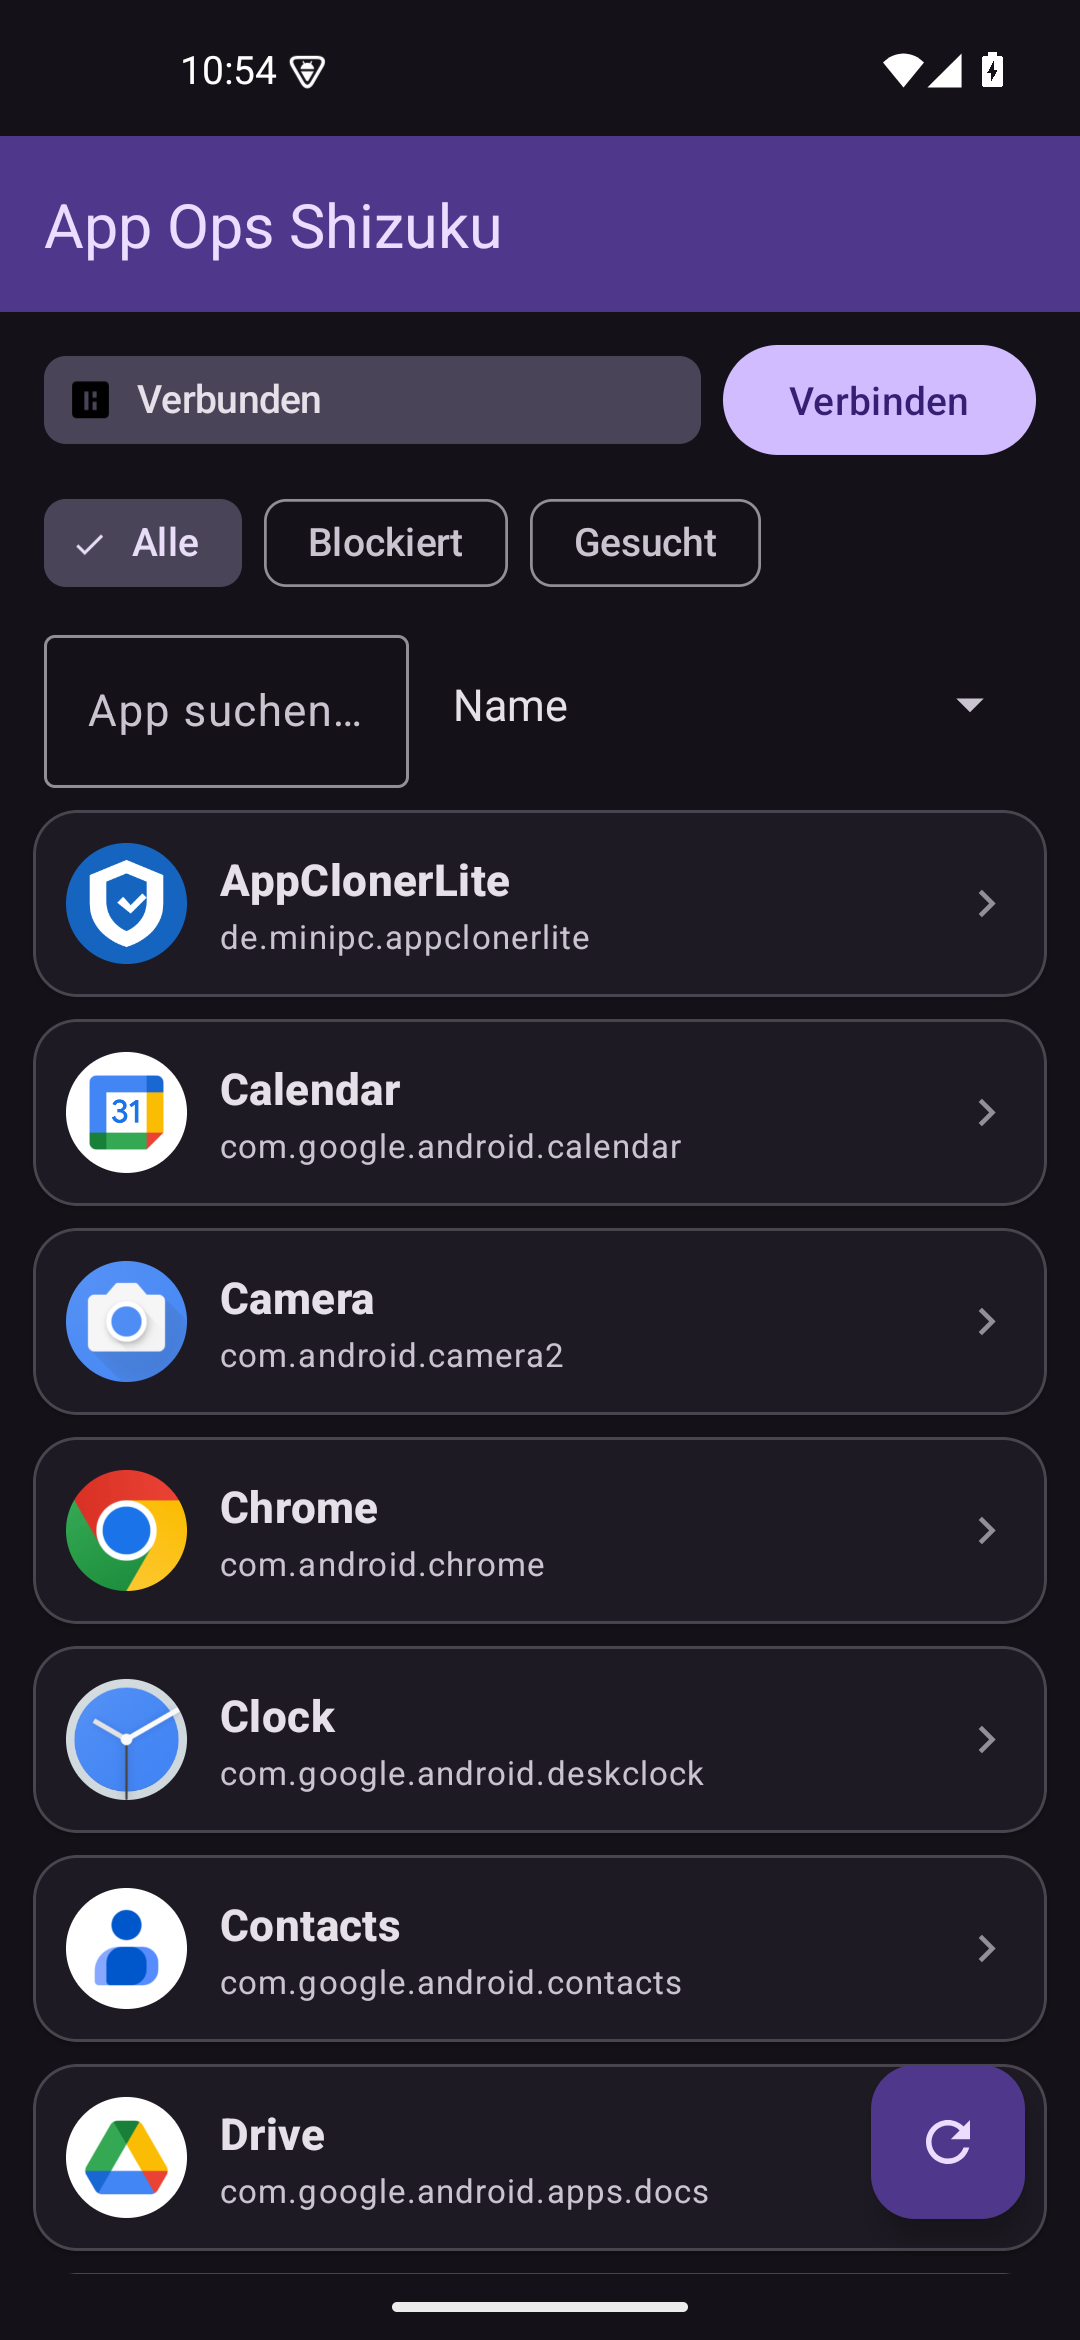 10:54
App Ops Shizuku
Verbunden
Verbinden
Alle
Blockiert
Gesucht
App suchen...
Name
AppClonerLite
de.minipc.appclonerlite
31
Calendar
com.google.android.calendar
Camera
com.android.camera2
Chrome
com.android.chrome
Clock
com.google.android.deskclock
Contacts
com.google.android.contacts
Drive
com.google.android.apps.docs